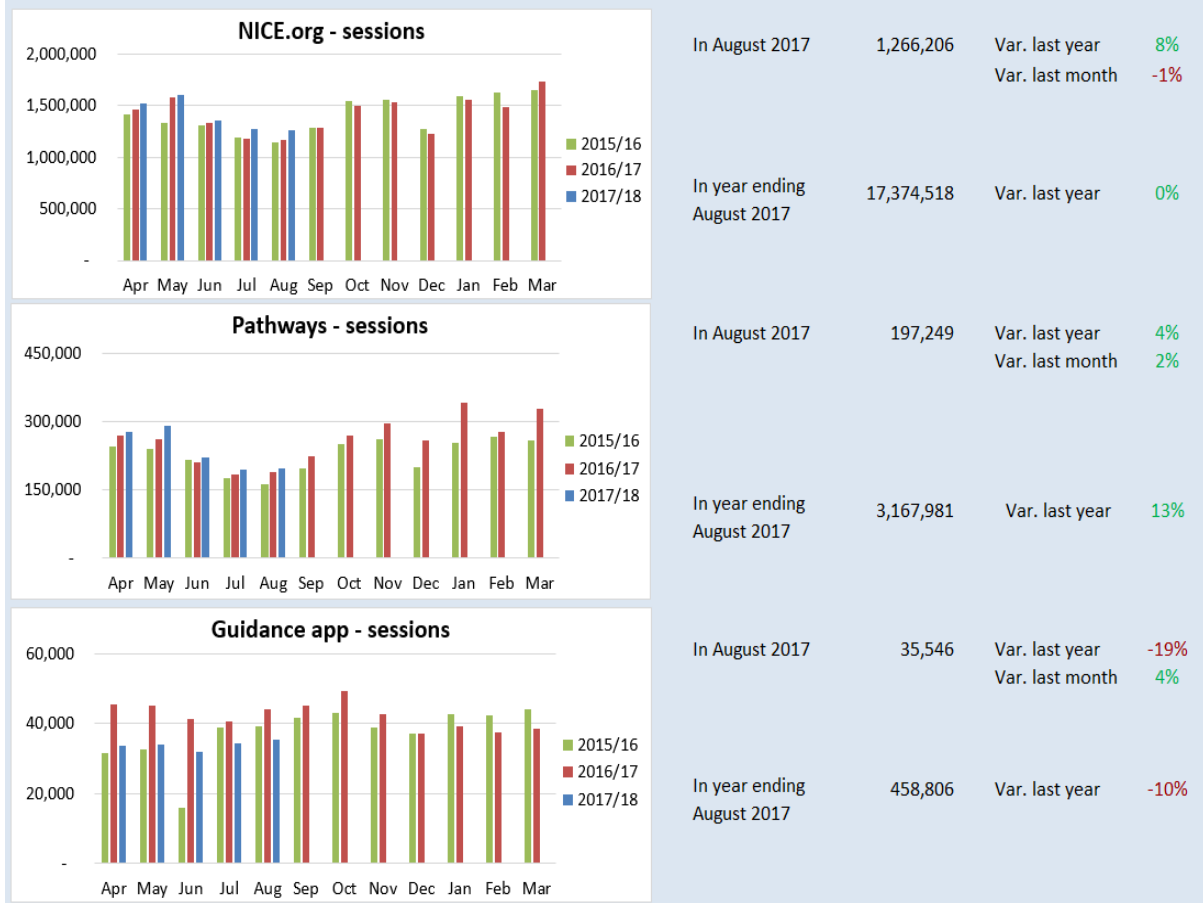 NICE.org - sessions
2,000,000
1,500,000
1,000,000
500,000
-
Apr May Jun Jul Aug Sep Oct Nov Dec Jan Feb Mar
2015/16
2016/17
2017/18
In August 2017 1,266,206 Var. last year 8%
Var. last month -1%
In year ending
August 2017
17,374,518 Var. last year 0%
Pathways - sessions
450,000
300,000
150,000
-
Apr May Jun Jul Aug Sep Oct Nov Dec Jan Feb Mar
2015/16
2016/17
2017/18
In August 2017 197,249 Var. last year 4%
Var. last month 2%
In year ending
August 2017
3,167,981 Var. last year 13%
Guidance app - sessions
60,000
40,000
20,000
-
Apr May Jun Jul Aug Sep Oct Nov Dec Jan Feb Mar
2015/16
2016/17
2017/18
In August 2017 35,546 Var. last year -19%
Var. last month 4%
In year ending
August 2017
458,806 Var. last year -10%